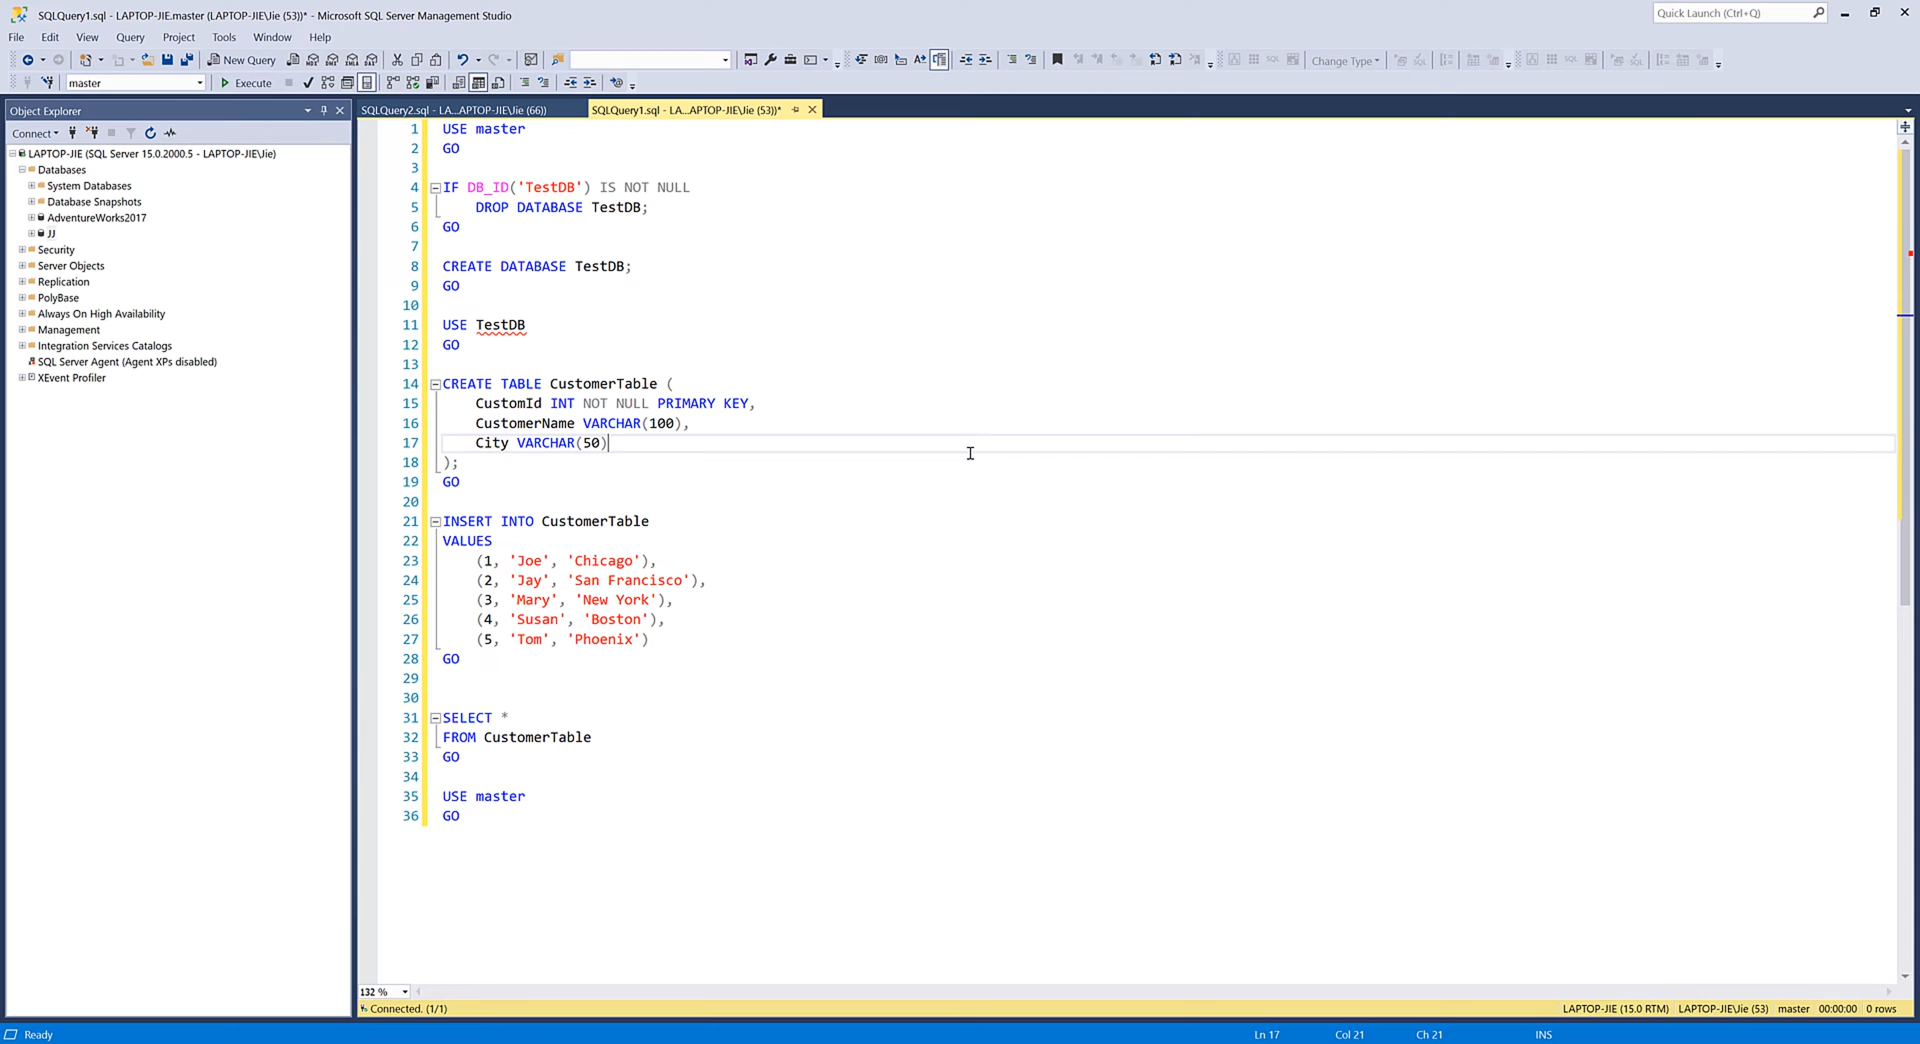 SQLQuery1.sql - LAPTOP-JIE.master (LAPTOP-JIE\Jie (53))* - Microsoft SQL Server Management Studio
Quick Launch (Ctrl+Q)
File Edit View Query Project Tools Window Help
New Query
Change Type
master
Execute
Object Explorer
SQLQuery2.sql - LA...APTOP-JIE\Jie (66))
SQLQuery1.sql - LA...APTOP-JIE\Jie (53))*
Connect
LAPTOP-JIE (SQL Server 15.0.2000.5 - LAPTOP-JIE\Jie)
Databases
System Databases
Database Snapshots
AdventureWorks2017
JJ
Security
Server Objects
Replication
PolyBase
Always On High Availability
Management
Integration Services Catalogs
SQL Server Agent (Agent XPs disabled)
XEvent Profiler
1 USE master
2 GO
3
4 IF DB_ID('TestDB') IS NOT NULL
5 DROP DATABASE TestDB;
6 GO
7
8 CREATE DATABASE TestDB;
9 GO
10
11 USE TestDB
12 GO
13
14 CREATE TABLE CustomerTable (
15 CustomId INT NOT NULL PRIMARY KEY,
16 CustomerName VARCHAR(100),
17 City VARCHAR(50)
18 );
19 GO
20
21 INSERT INTO CustomerTable
22 VALUES
23 (1, 'Joe', 'Chicago'),
24 (2, 'Jay', 'San Francisco'),
25 (3, 'Mary', 'New York'),
26 (4, 'Susan', 'Boston'),
27 (5, 'Tom', 'Phoenix')
28 GO
29
30
31 SELECT *
32 FROM CustomerTable
33 GO
34
35 USE master
36 GO
132 %
Connected. (1/1)
LAPTOP-JIE (15.0 RTM) LAPTOP-JIE\Jie (53) master 00:00:00 0 rows
Ready
Ln 17 Col 21 Ch 21 INS